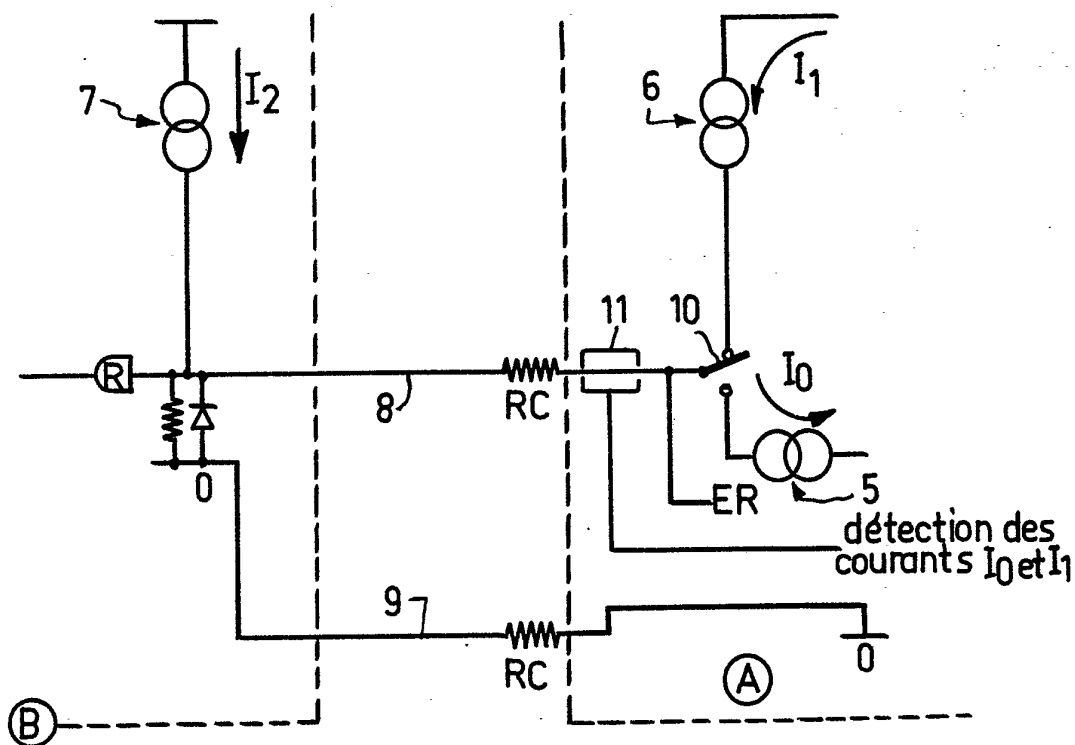 7
I2
6
I1
11
10
R
8
RC
I0
0
ER
5
détection des
courants I0 et I1
9
RC
0
A
B